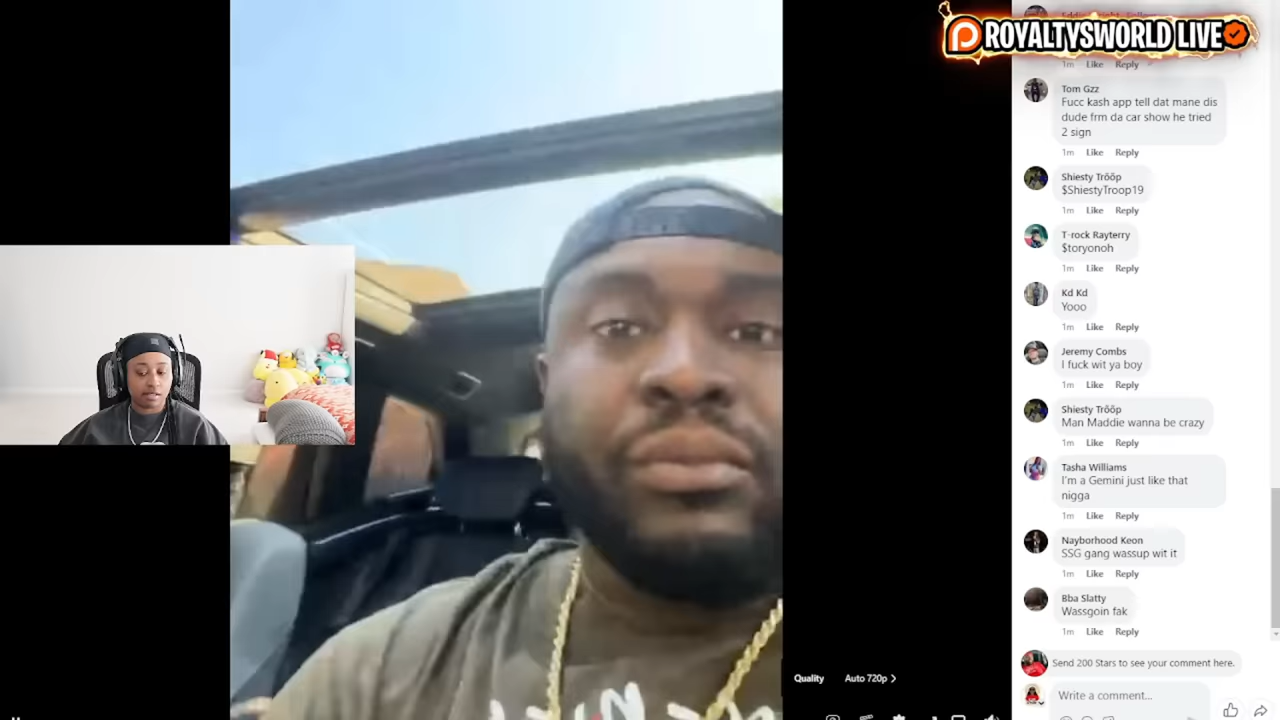 ROYALTYSWORLD LIVE
1m Like Reply
Tom Gzz
Fucc kash app tell dat mane dis
dude frm da car show he tried
2 sign
1m Like Reply
Shiesty Trõõp
$ShiestyTroop19
1m Like Reply
T-rock Rayterry
$toryonoh
1m Like Reply
Kd Kd
Yooo
1m Like Reply
Jeremy Combs
I fuck wit ya boy
1m Like Reply
Shiesty Trõõp
Man Maddie wanna be crazy
1m Like Reply
Tasha Williams
I'm a Gemini just like that
nigga
1m Like Reply
Nayborhood Keon
SSG gang wassup wit it
1m Like Reply
Bba Slatty
Wassgoin fak
1m Like Reply
Send 200 Stars to see your comment here.
Quality Auto 720p
Write a comment...